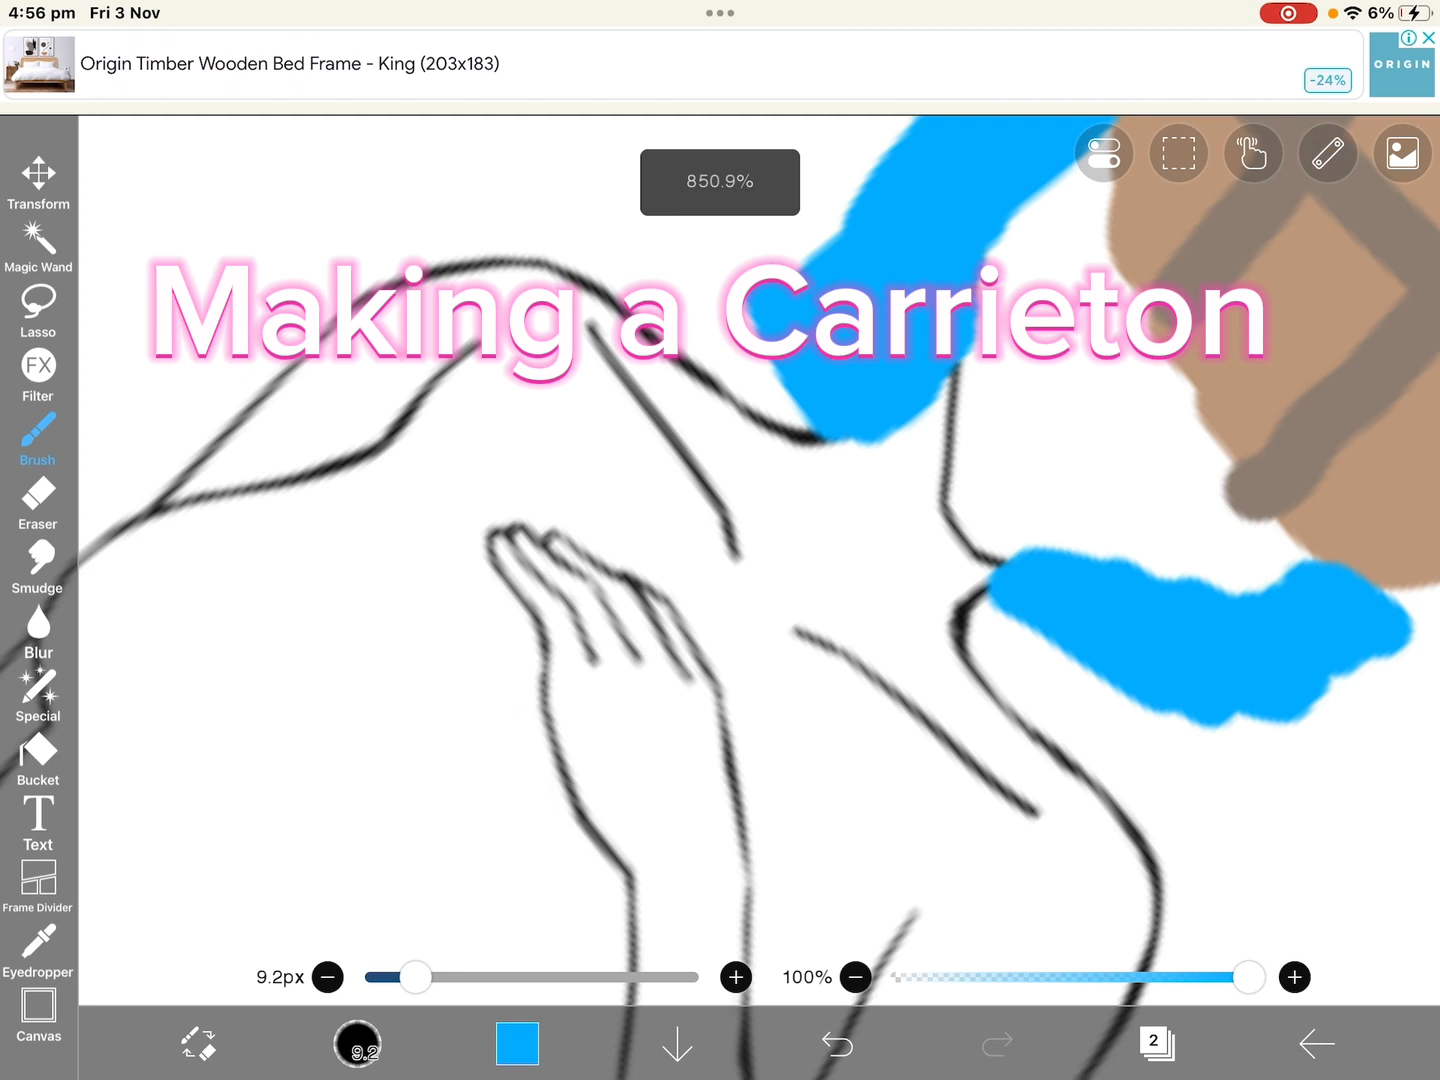 4:56 pm Fri 3 Nov
6%
Origin Timber Wooden Bed Frame - King (203x183)
-24%
ORIGIN
850.9%
Making a Carrieton
Transform
Magic Wand
Lasso
FX
Filter
Brush
Eraser
Smudge
Blur
Special
Bucket
T
Text
Frame Divider
Eyedropper
Canvas
9.2px
100%
9.2
2